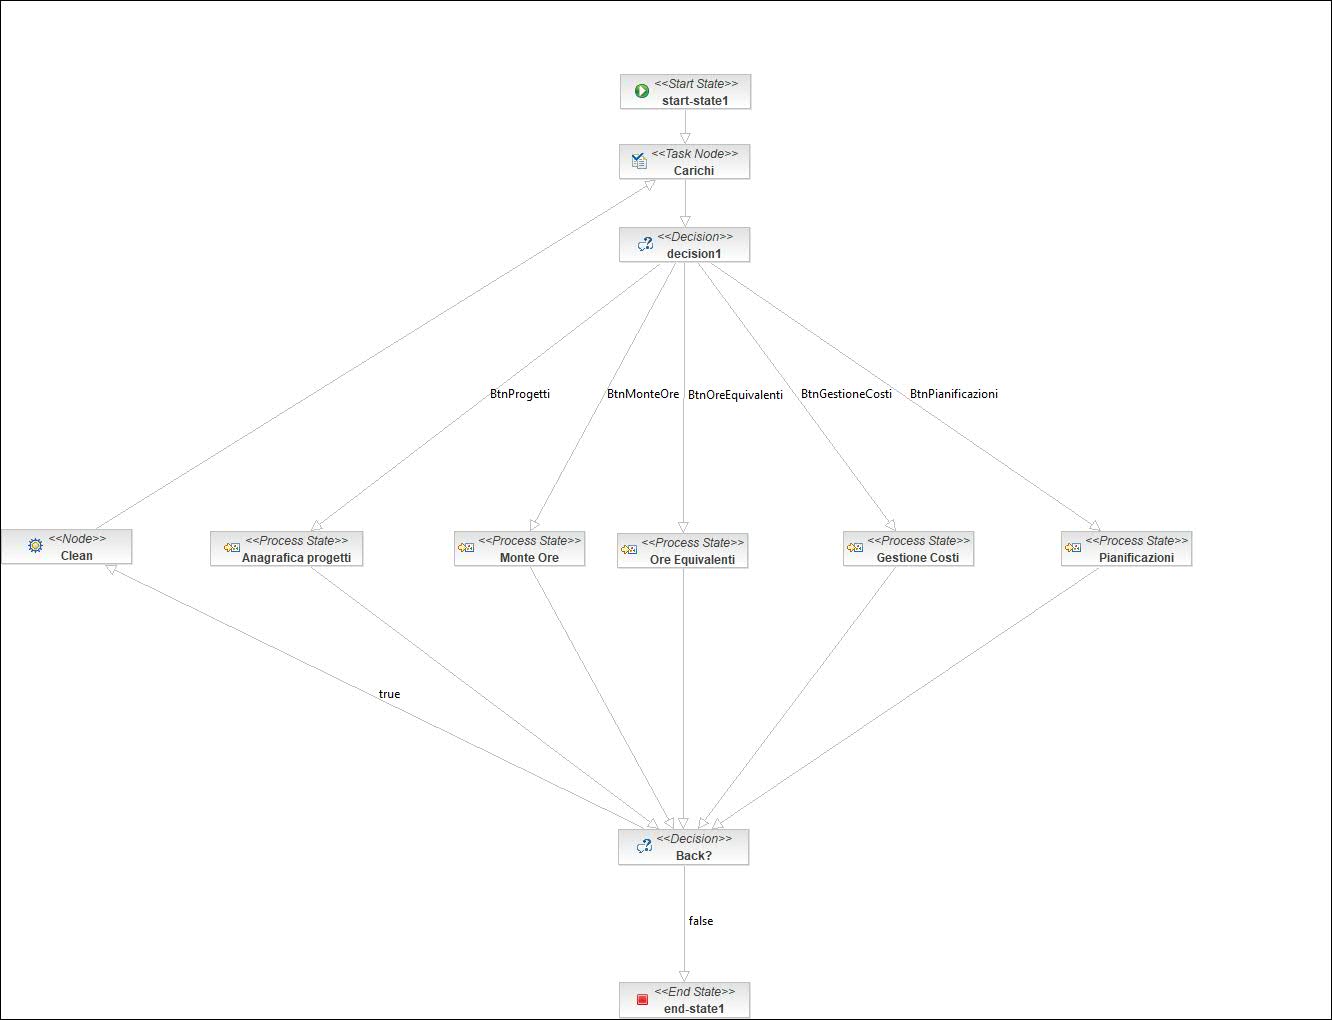 <<Start State>>
start-state1
<<Task Node>>
Carichi
<<Decision>>
decision1
BtnProgetti
BtnMonteOre
BtnOreEquivalenti
BtnGestioneCosti
BtnPianificazioni
<<Node>>
Clean
<<Process State>>
Anagrafica progetti
<<Process State>>
Monte Ore
<<Process State>>
Ore Equivalenti
<<Process State>>
Gestione Costi
<<Process State>>
Pianificazioni
true
<<Decision>>
Back?
false
<<End State>>
end-state1